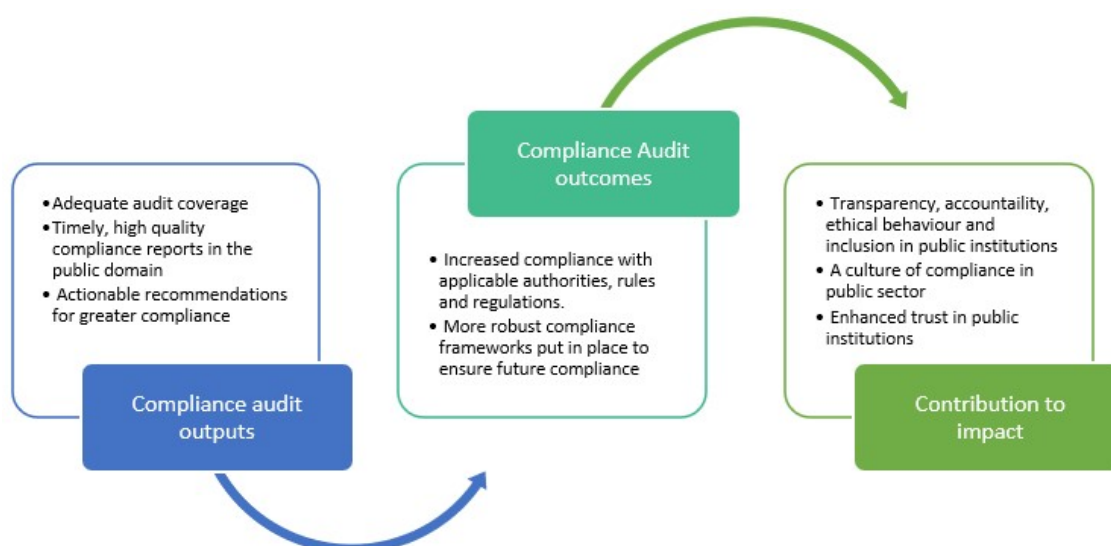 •Adequate audit coverage
•Timely, high quality
compliance reports in the
public domain
• Actionable recommendations
for greater compliance
Compliance audit
outputs
Compliance Audit
outcomes
• Increased compliance with
applicable authorities, rules
and regulations.
• More robust compliance
frameworks put in place to
ensure future compliance
• Transparency, accountaility,
ethical behaviour and
inclusion in public institutions
• A culture of compliance in
public sector
• Enhanced trust in public
institutions
Contribution to
impact